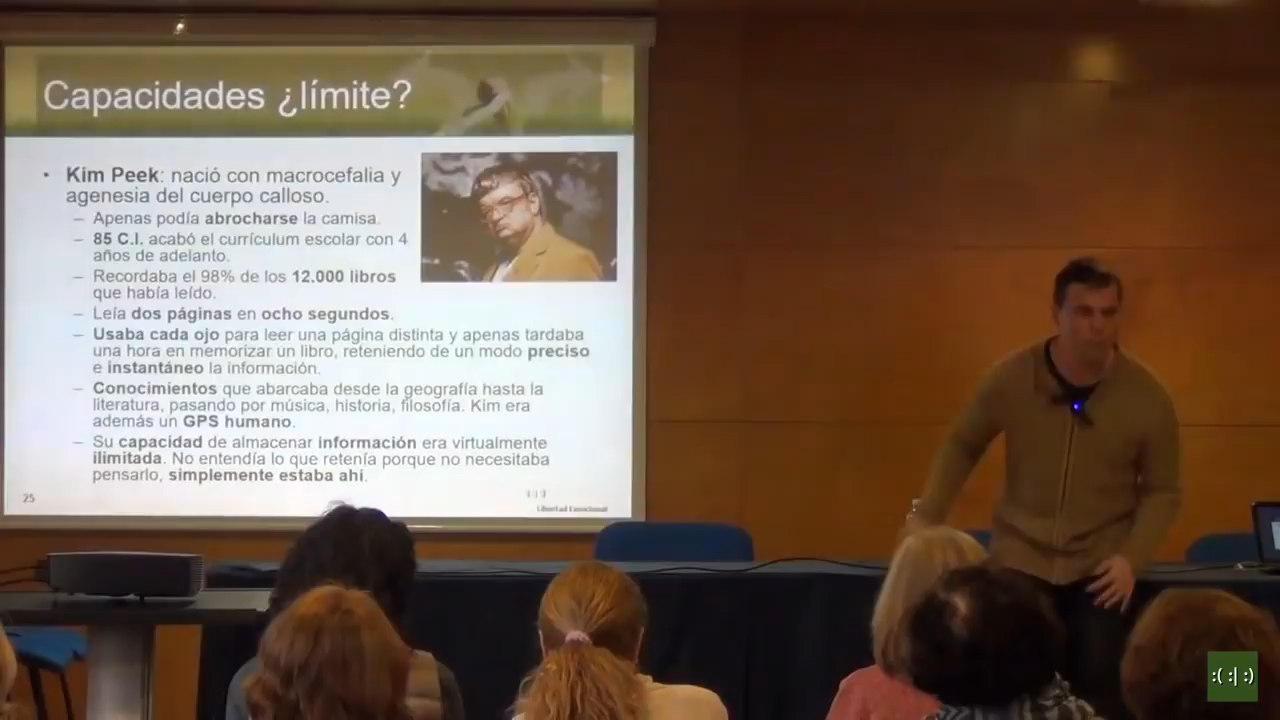 Capacidades ¿límite?
• Kim Peek: nació con macrocefalia y
agenesia del cuerpo calloso.
– Apenas podía abrocharse la camisa.
– 85 C.I. acabó el currículum escolar con 4
años de adelanto.
– Recordaba el 98% de los 12.000 libros
que había leído.
– Leía dos páginas en ocho segundos.
– Usaba cada ojo para leer una página distinta y apenas tardaba
una hora en memorizar un libro, reteniendo de un modo preciso
e instantáneo la información.
– Conocimientos que abarcaba desde la geografía hasta la
literatura, pasando por música, historia, filosofía. Kim era
además un GPS humano.
– Su capacidad de almacenar información era virtualmente
ilimitada. No entendía lo que retenía porque no necesitaba
pensarlo, simplemente estaba ahí.
25
Libertad Emocional
:( :| :)